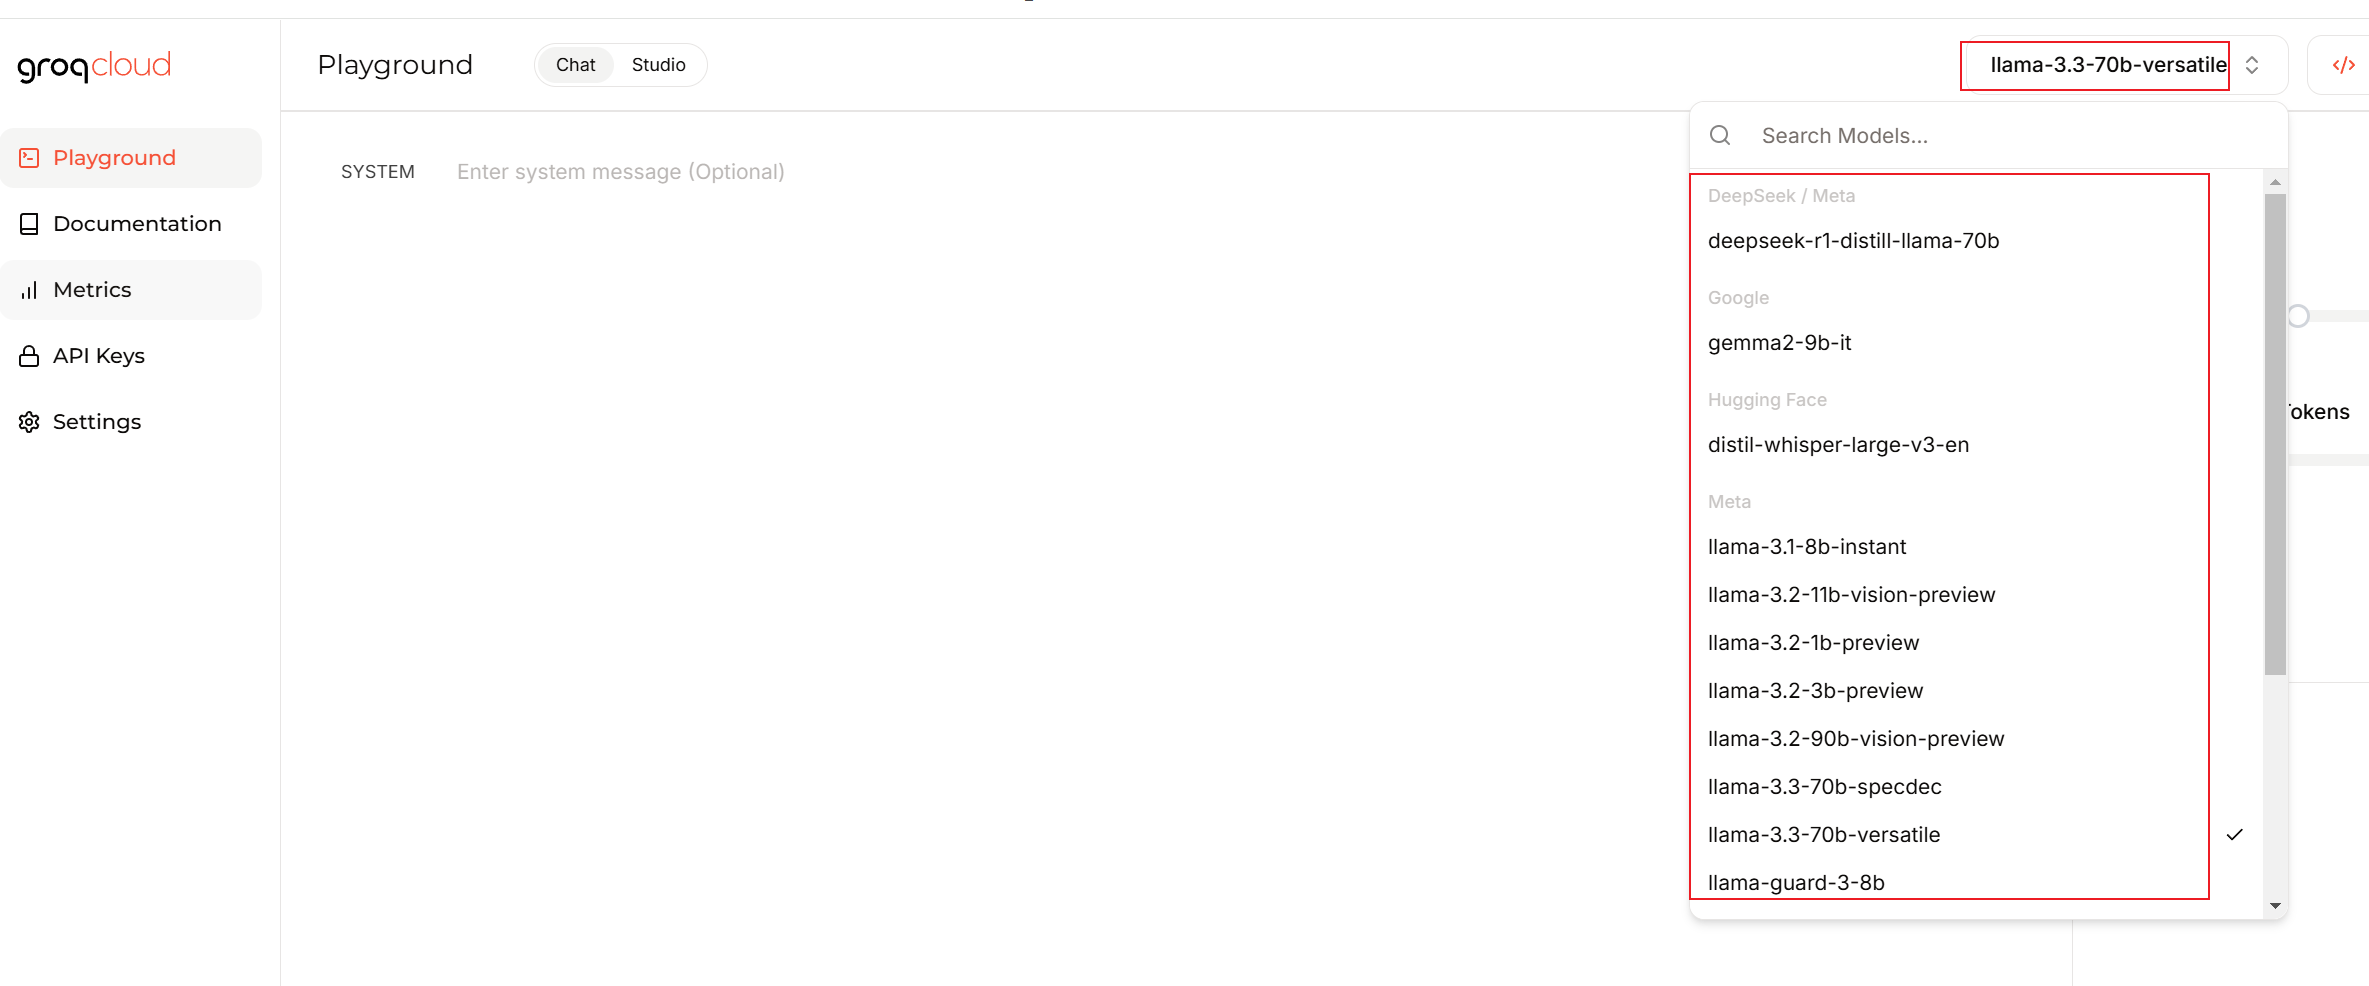 groqcloud
Playground
Documentation
Metrics
API Keys
Settings
Playground
Chat
Studio
llama-3.3-70b-versatile
</>
SYSTEM
Enter system message (Optional)
Search Models...
DeepSeek / Meta
deepseek-r1-distill-llama-70b
Google
gemma2-9b-it
Hugging Face
distil-whisper-large-v3-en
Meta
llama-3.1-8b-instant
llama-3.2-11b-vision-preview
llama-3.2-1b-preview
llama-3.2-3b-preview
llama-3.2-90b-vision-preview
llama-3.3-70b-specdec
llama-3.3-70b-versatile
llama-guard-3-8b